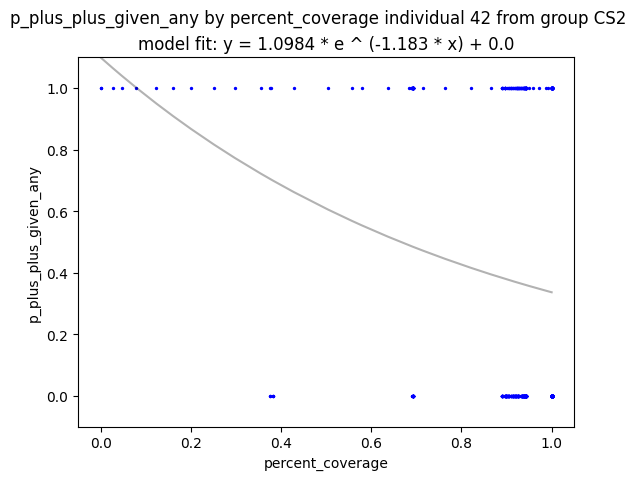 p_plus_plus_given_any by percent_coverage individual 42 from group CS2
model fit: y = 1.0984 * e ^ (-1.183 * x) + 0.0
p_plus_plus_given_any
1.0
0.8
0.6
0.4
0.2
0.0
0.0 0.2 0.4 0.6 0.8 1.0
percent_coverage